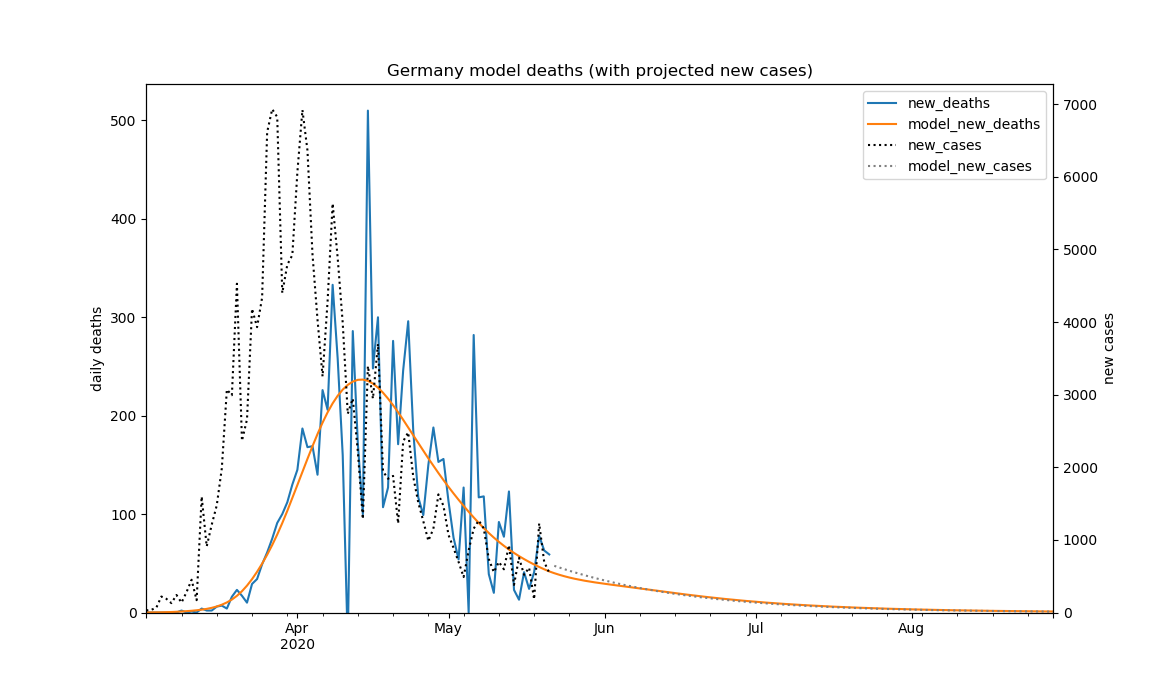 Germany model deaths (with projected new cases)
new_deaths
model_new_deaths
new_cases
model_new_cases
500
400
300
200
100
0
daily deaths
7000
6000
5000
4000
3000
2000
1000
0
new cases
Apr
2020
May
Jun
Jul
Aug